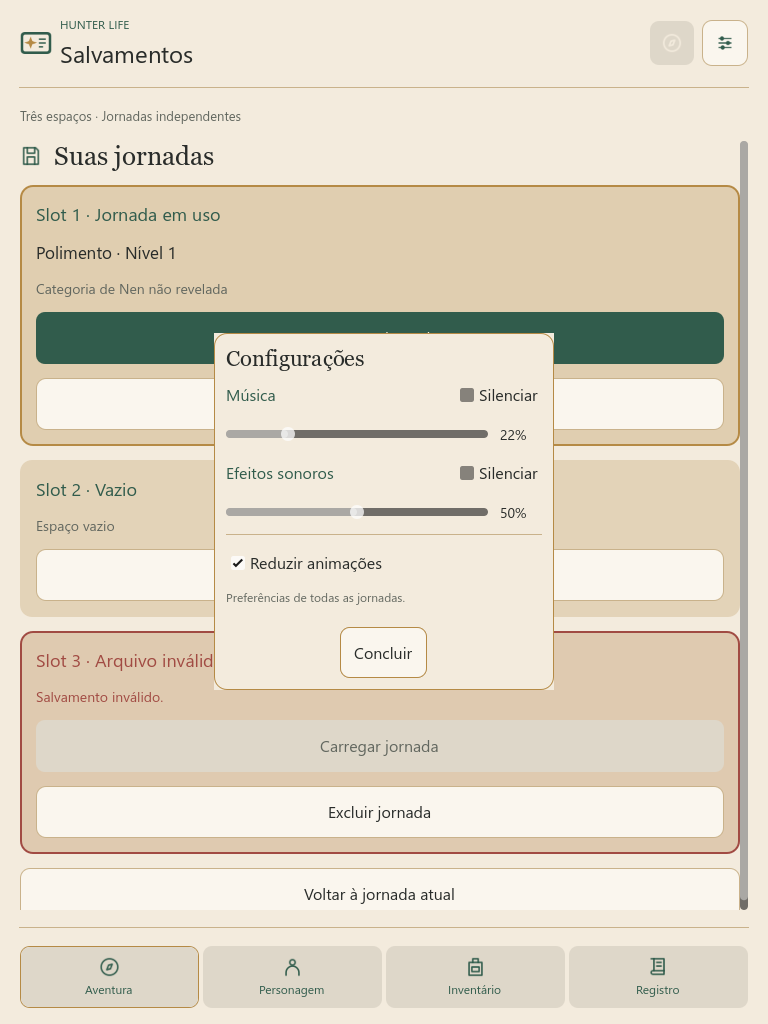 HUNTER LIFE
Salvamentos
Três espaços · Jornadas independentes
Suas jornadas
Slot 1 · Jornada em uso
Polimento · Nível 1
Categoria de Nen não revelada
Configurações
Música
Silenciar
22%
Efeitos sonoros
Silenciar
50%
Reduzir animações
Preferências de todas as jornadas.
Concluir
Slot 2 · Vazio
Espaço vazio
Slot 3 · Arquivo inválid
Salvamento inválido.
Carregar jornada
Excluir jornada
Voltar à jornada atual
Aventura
Personagem
Inventário
Registro